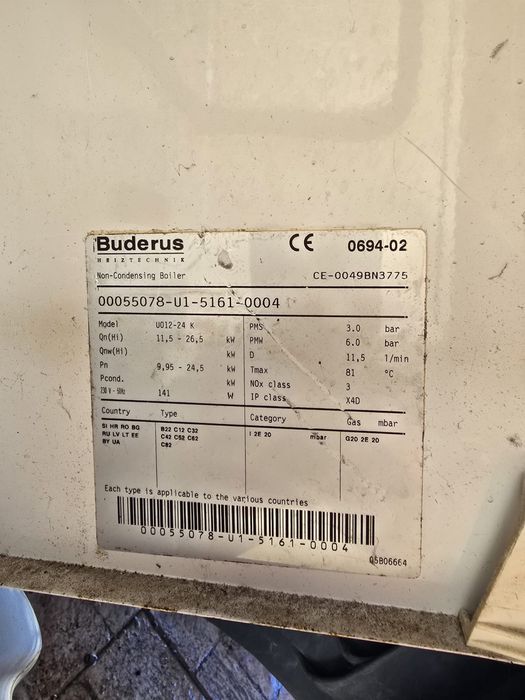 Buderus CE 0694-02
HEIZTECHNIK
Non-Condensing Boiler CE-0049BN3775
00055078-U1-5161-0004
Model U012-24 K PMS 3.0 bar
Qn(Hi) 11,5 - 26,5 kW PMW 6.0 bar
Qnw(Hi) kW D 11,5 l/min
Pn 9,95 - 24,5 kW Tmax 81 °C
Pcond. kW NOx class 3
230 V - 50Hz 141 W IP class X4D
Country Type Category Gas mbar
SI HR RO BG B22 C12 C32 I 2E 20 mbar G20 2E 20
RU LV LT EE C42 C52 C62
BY UA C82
Each type is applicable to the various countries
00055078-U1-5161-0004
05B06664